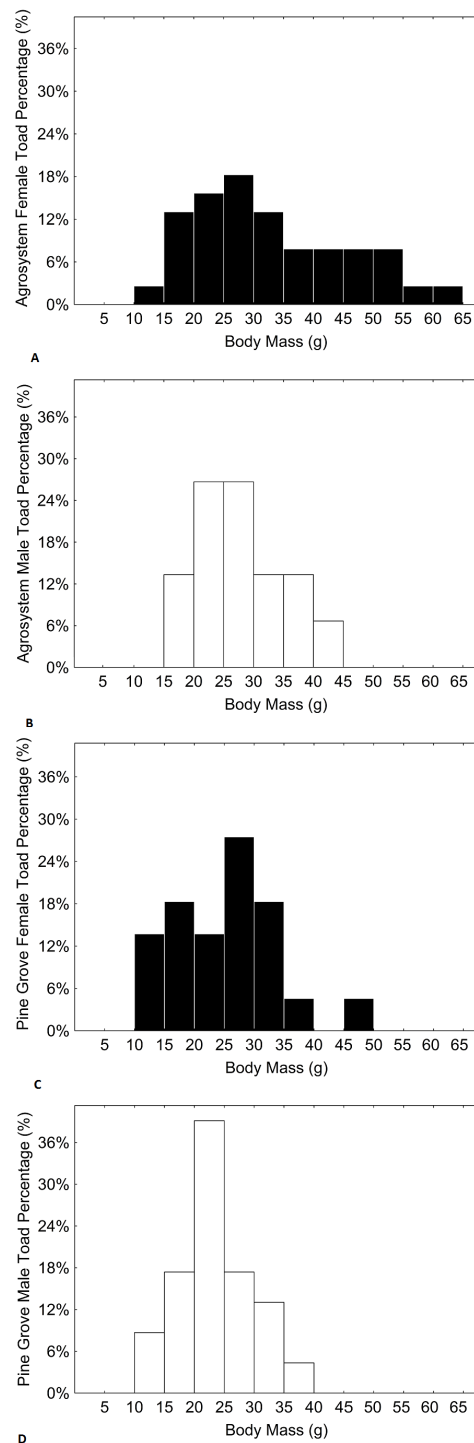 Agrosystem Female Toad Percentage (%)
36%
30%
24%
18%
12%
6%
0%
5 10 15 20 25 30 35 40 45 50 55 60 65
Body Mass (g)
A
Agrosystem Male Toad Percentage (%)
36%
30%
24%
18%
12%
6%
0%
5 10 15 20 25 30 35 40 45 50 55 60 65
Body Mass (g)
B
Pine Grove Female Toad Percentage (%)
36%
30%
24%
18%
12%
6%
0%
5 10 15 20 25 30 35 40 45 50 55 60 65
Body Mass (g)
C
Pine Grove Male Toad Percentage (%)
36%
30%
24%
18%
12%
6%
0%
5 10 15 20 25 30 35 40 45 50 55 60 65
Body Mass (g)
D